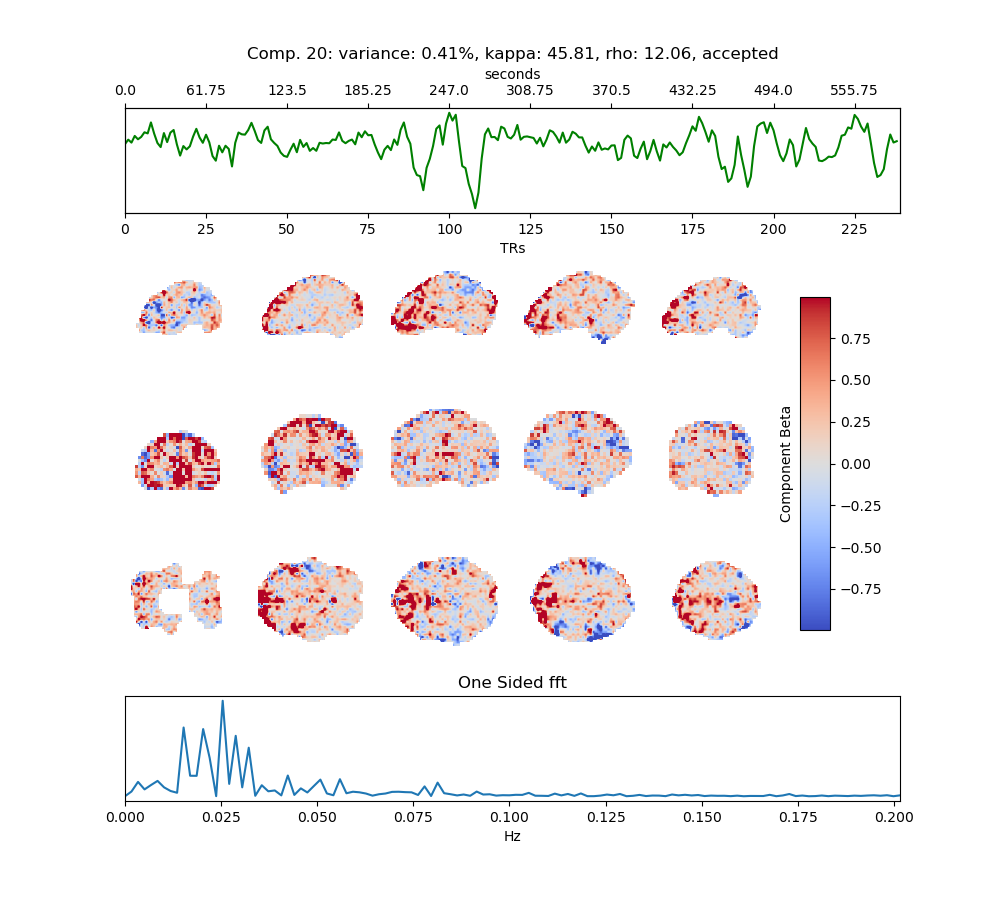 Comp. 20: variance: 0.41%, kappa: 45.81, rho: 12.06, accepted
seconds
0.0 61.75 123.5 185.25 247.0 308.75 370.5 432.25 494.0 555.75
0 25 50 75 100 125 150 175 200 225
TRs
0.75
0.50
0.25
0.00
−0.25
−0.50
−0.75
Component Beta
One Sided fft
0.000 0.025 0.050 0.075 0.100 0.125 0.150 0.175 0.200
Hz